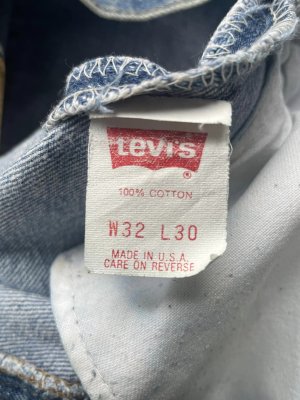 Levi's
®
100% COTTON
W32 L30
MADE IN U.S.A.
CARE ON REVERSE